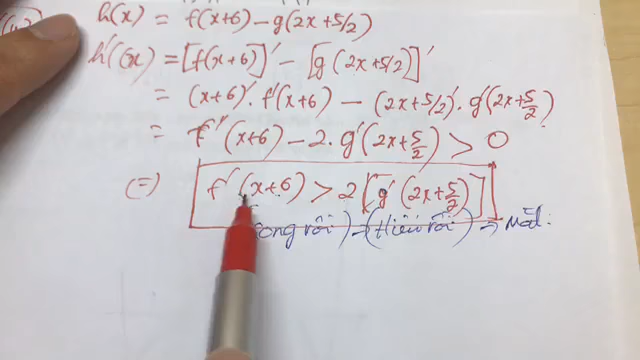 h(x) = f(x+6) - g(2x+5/2)
h'(x) = [f(x+6)]' - [g(2x+5/2)]'
= (x+6)'. f'(x+6) - (2x+5/2)'. g'(2x+5/2)
= f'(x+6) - 2. g'(2x+5/2) > 0
(=) f'(x+6) > 2 [g'(2x+5/2)]
rồi) → (hiểu rồi) →